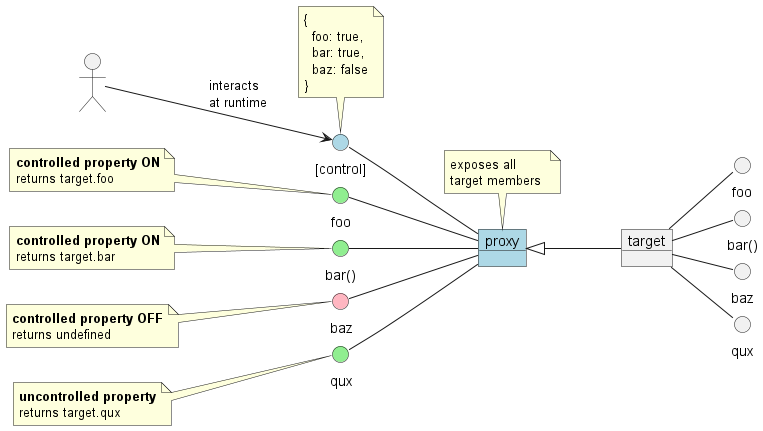 {
foo: true,
bar: true,
baz: false
}
interacts
at runtime
[control]
controlled property ON
returns target.foo
foo
controlled property ON
returns target.bar
bar()
controlled property OFF
returns undefined
baz
uncontrolled property
returns target.qux
qux
exposes all
target members
proxy
target
foo
bar()
baz
qux